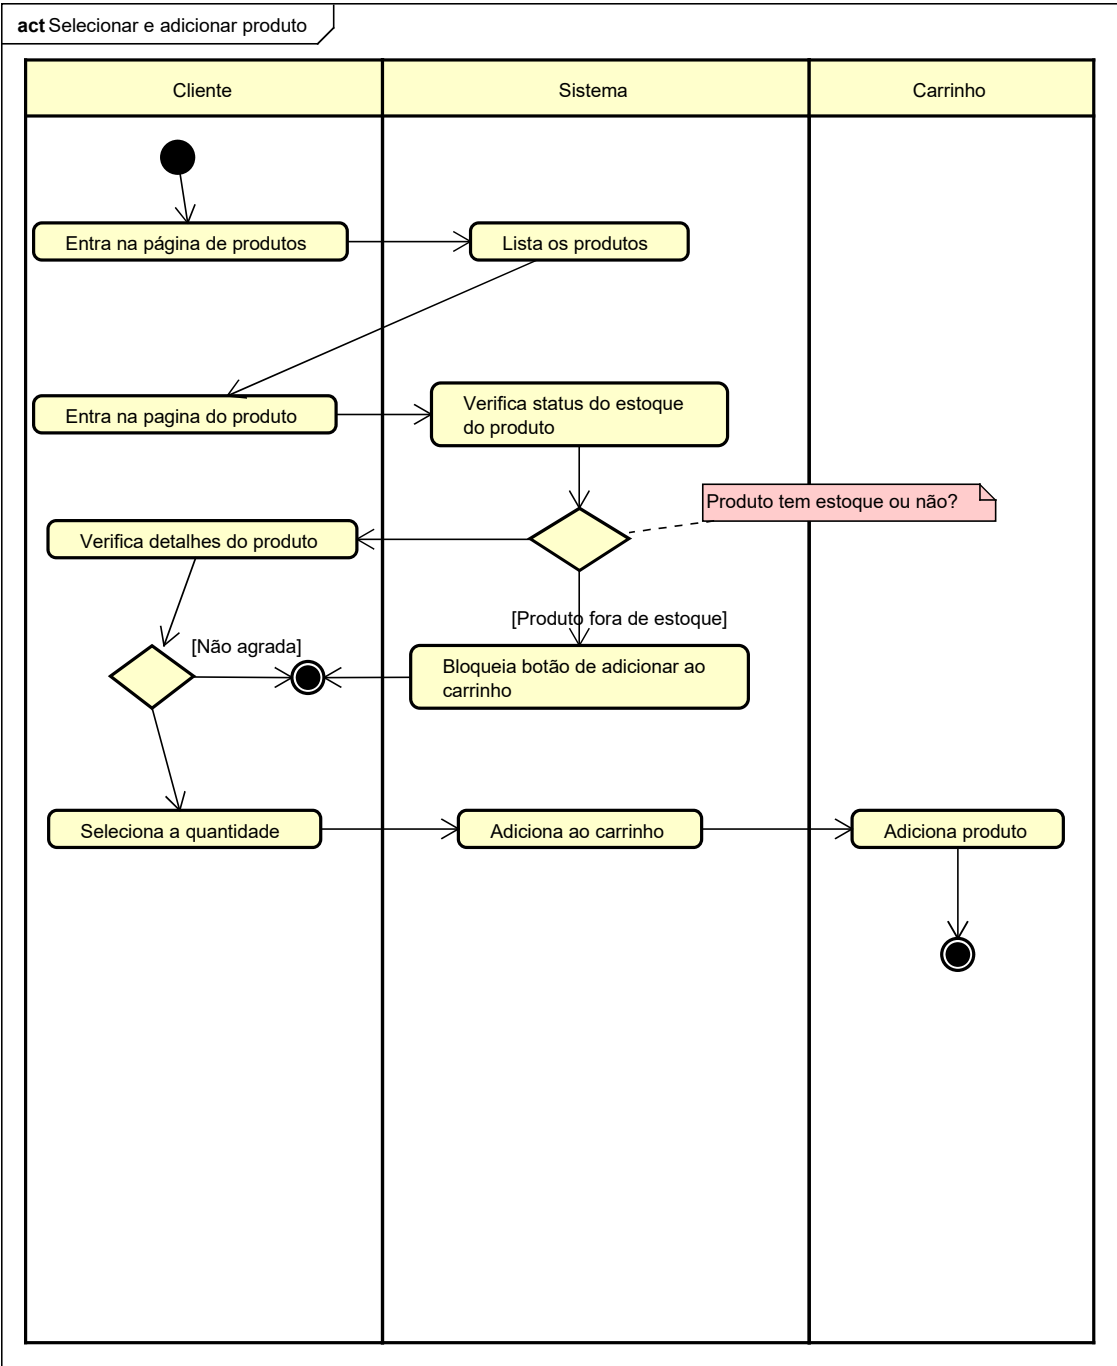 act Selecionar e adicionar produto
Cliente
Sistema
Carrinho
Entra na página de produtos
Lista os produtos
Entra na pagina do produto
Verifica status do estoque
do produto
Produto tem estoque ou não?
Verifica detalhes do produto
[Produto fora de estoque]
[Não agrada]
Bloqueia botão de adicionar ao
carrinho
Seleciona a quantidade
Adiciona ao carrinho
Adiciona produto